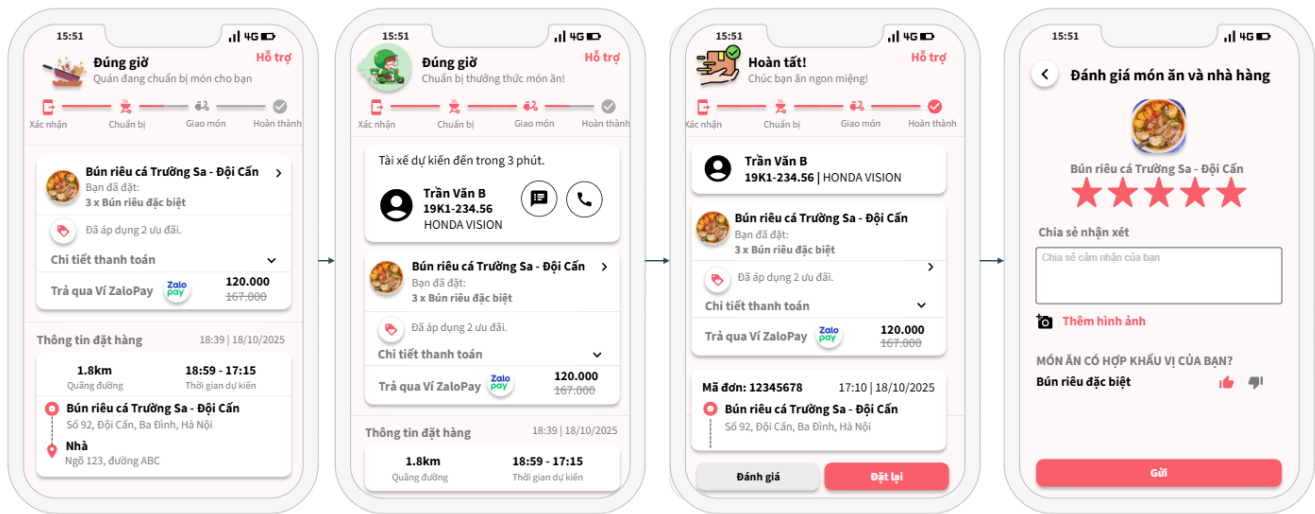 15:51
4G
Đúng giờ
Hỗ trợ
Quán đang chuẩn bị món cho bạn
Xác nhận
Chuẩn bị
Giao món
Hoàn thành
Bún riêu cá Trường Sa - Đội Cấn
Bạn đã đặt:
3 x Bún riêu đặc biệt
Đã áp dụng 2 ưu đãi.
Chi tiết thanh toán
Trả qua Ví ZaloPay
Zalo
pay
120.000
167.000
Thông tin đặt hàng
18:39 | 18/10/2025
1.8km
18:59 - 17:15
Quãng đường
Thời gian dự kiến
Bún riêu cá Trường Sa - Đội Cấn
Số 92, Đội Cấn, Ba Đình, Hà Nội
Nhà
Ngõ 123, đường ABC
15:51
4G
Đúng giờ
Hỗ trợ
Chuẩn bị thưởng thức món ăn!
Xác nhận
Chuẩn bị
Giao món
Hoàn thành
Tài xế dự kiến đến trong 3 phút.
Trần Văn B
19K1-234.56
HONDA VISION
Bún riêu cá Trường Sa - Đội Cấn
Bạn đã đặt:
3 x Bún riêu đặc biệt
Đã áp dụng 2 ưu đãi.
Chi tiết thanh toán
Trả qua Ví ZaloPay
Zalo
pay
120.000
167.000
Thông tin đặt hàng
18:39 | 18/10/2025
1.8km
18:59 - 17:15
Quãng đường
Thời gian dự kiến
15:51
4G
Hoàn tất!
Hỗ trợ
Chúc bạn ăn ngon miệng!
Xác nhận
Chuẩn bị
Giao món
Hoàn thành
Trần Văn B
19K1-234.56 | HONDA VISION
Bún riêu cá Trường Sa - Đội Cấn
Bạn đã đặt:
3 x Bún riêu đặc biệt
Đã áp dụng 2 ưu đãi.
Chi tiết thanh toán
Trả qua Ví ZaloPay
Zalo
pay
120.000
167.000
Mã đơn: 12345678
17:10 | 18/10/2025
Bún riêu cá Trường Sa - Đội Cấn
Số 92, Đội Cấn, Ba Đình, Hà Nội
Đánh giá
Đặt lại
15:51
4G
Đánh giá món ăn và nhà hàng
Bún riêu cá Trường Sa - Đội Cấn
Chia sẻ nhận xét
Chia sẻ cảm nhận của bạn
Thêm hình ảnh
MÓN ĂN CÓ HỢP KHẨU VỊ CỦA BẠN?
Bún riêu đặc biệt
Gửi